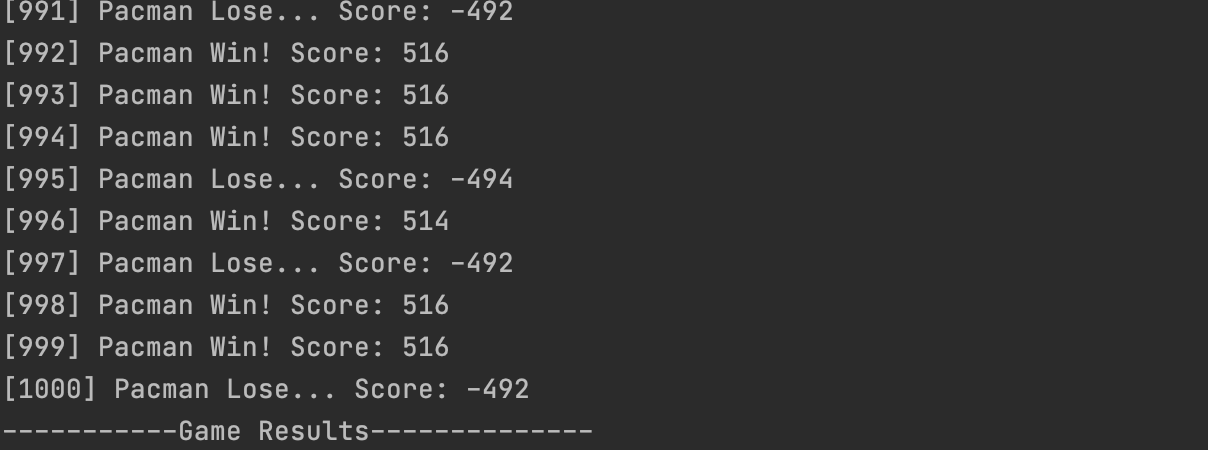 [991] Pacman Lose... Score: -492
[992] Pacman Win! Score: 516
[993] Pacman Win! Score: 516
[994] Pacman Win! Score: 516
[995] Pacman Lose... Score: -494
[996] Pacman Win! Score: 514
[997] Pacman Lose... Score: -492
[998] Pacman Win! Score: 516
[999] Pacman Win! Score: 516
[1000] Pacman Lose... Score: -492
-----------Game Results--------------